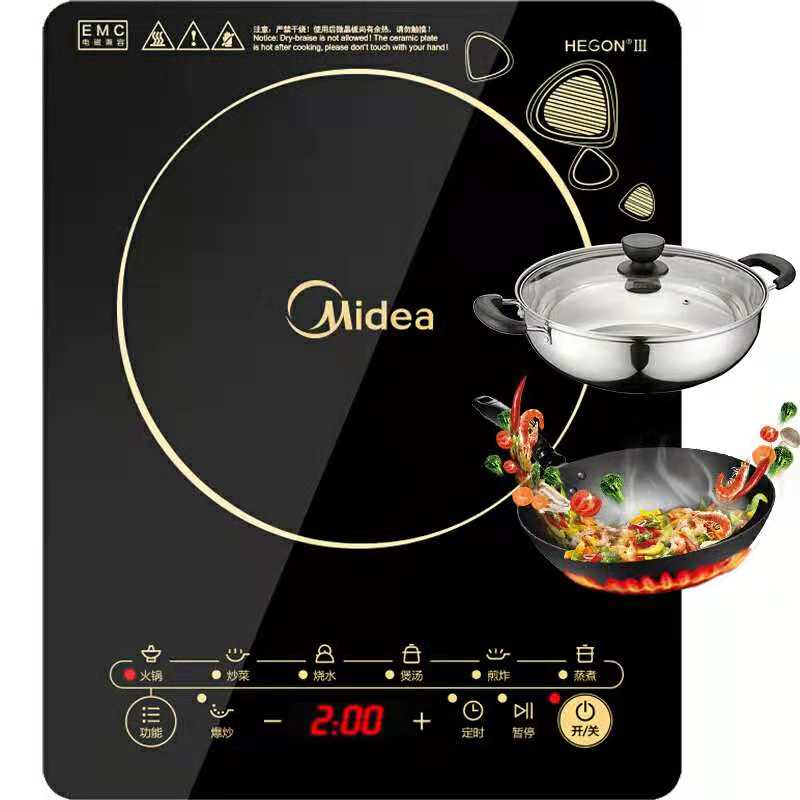 EMC
电磁兼容
注意：严禁干烧！使用后微晶板尚有余热，请勿触摸！
Notice: Dry-braise is not allowed! The ceramic plate
is hot after cooking, please don't touch with your hand!
HEGON®III
Midea
火锅 炒菜 烧水 煲汤 煎炸 蒸煮
功能 爆炒 − 2:00 + 定时 暂停 开/关